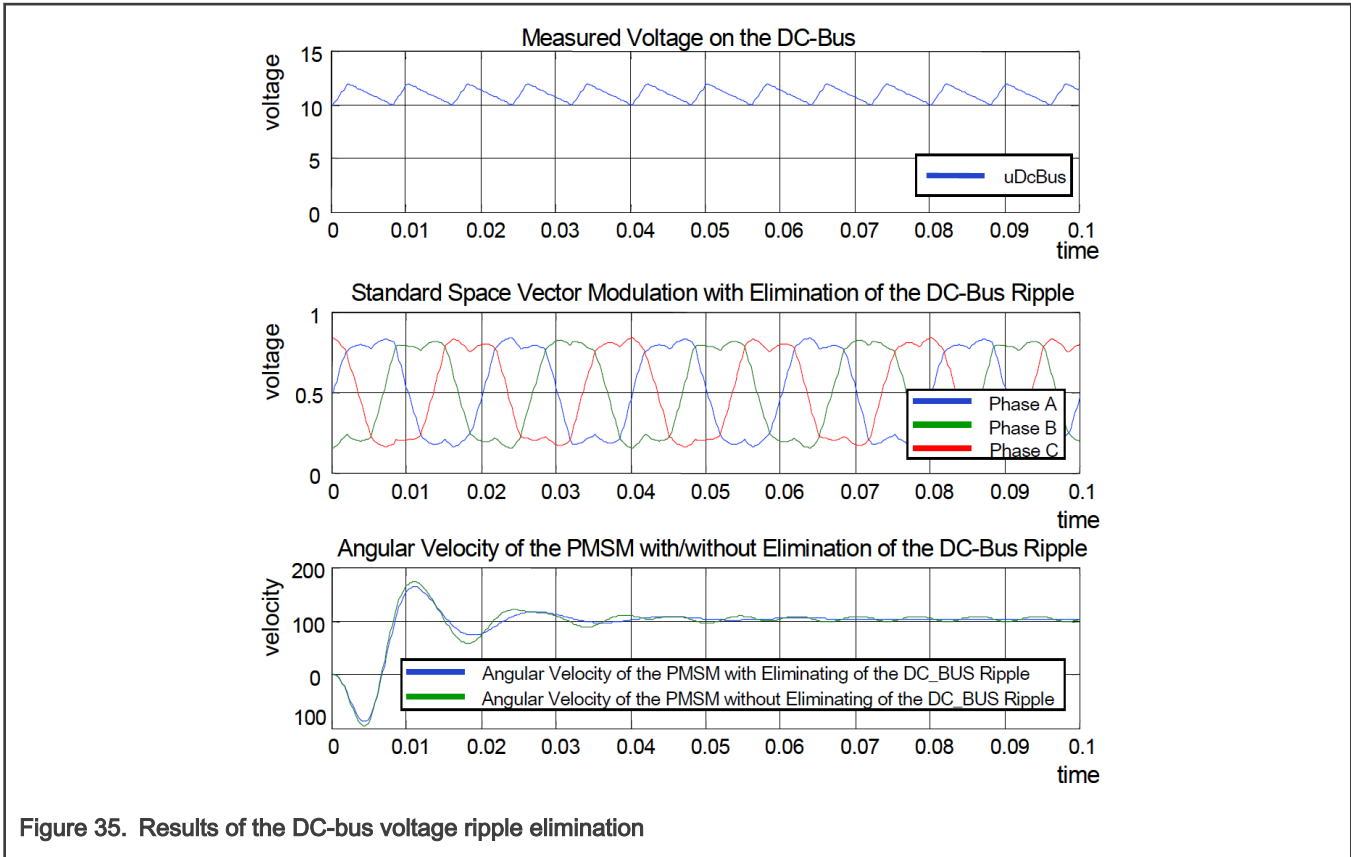 Measured Voltage on the DC-Bus
voltage
15
10
5
0
uDcBus
0 0.01 0.02 0.03 0.04 0.05 0.06 0.07 0.08 0.09 0.1
time
Standard Space Vector Modulation with Elimination of the DC-Bus Ripple
voltage
1
0.5
0
Phase A
Phase B
Phase C
0 0.01 0.02 0.03 0.04 0.05 0.06 0.07 0.08 0.09 0.1
time
Angular Velocity of the PMSM with/without Elimination of the DC-Bus Ripple
velocity
200
100
0
100
Angular Velocity of the PMSM with Eliminating of the DC_BUS Ripple
Angular Velocity of the PMSM without Eliminating of the DC_BUS Ripple
0 0.01 0.02 0.03 0.04 0.05 0.06 0.07 0.08 0.09 0.1
time
Figure 35. Results of the DC-bus voltage ripple elimination